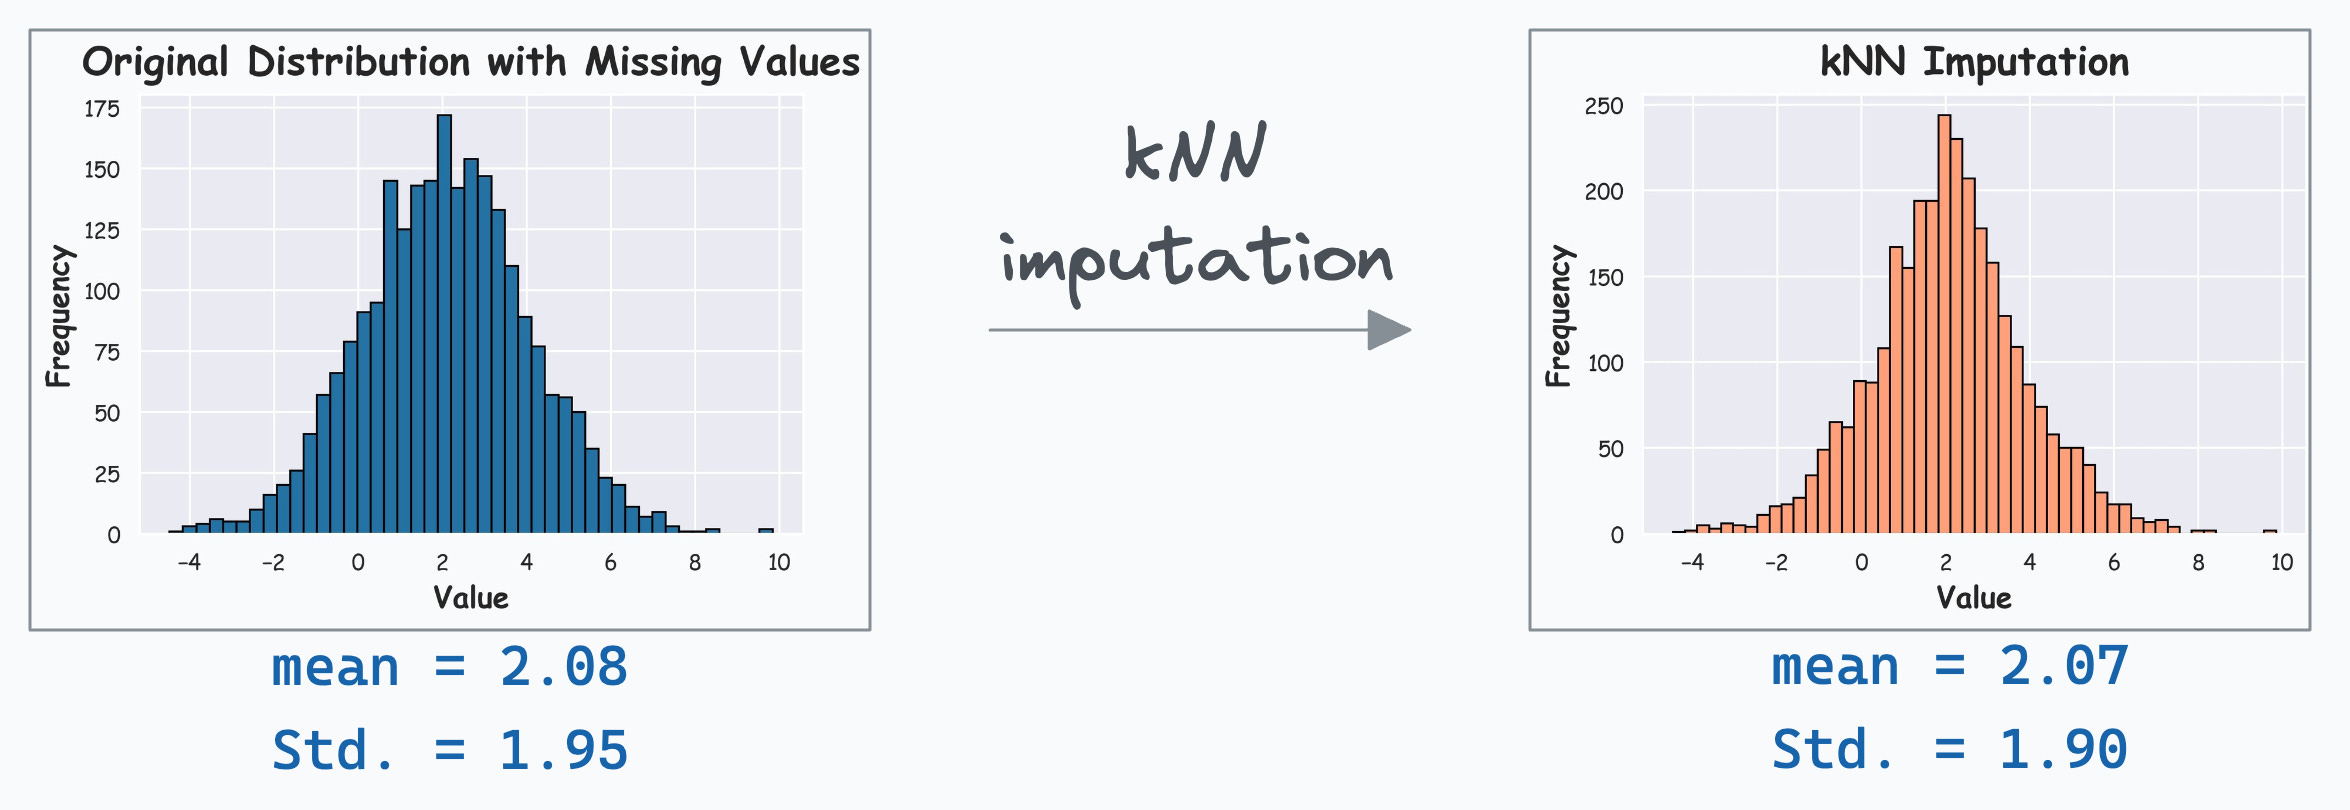 Original Distribution with Missing Values
175
150
125
100
75
50
25
0
Frequency
-4 -2 0 2 4 6 8 10
Value
mean = 2.08
Std. = 1.95
kNN
imputation
kNN Imputation
250
200
150
100
50
0
Frequency
-4 -2 0 2 4 6 8 10
Value
mean = 2.07
Std. = 1.90